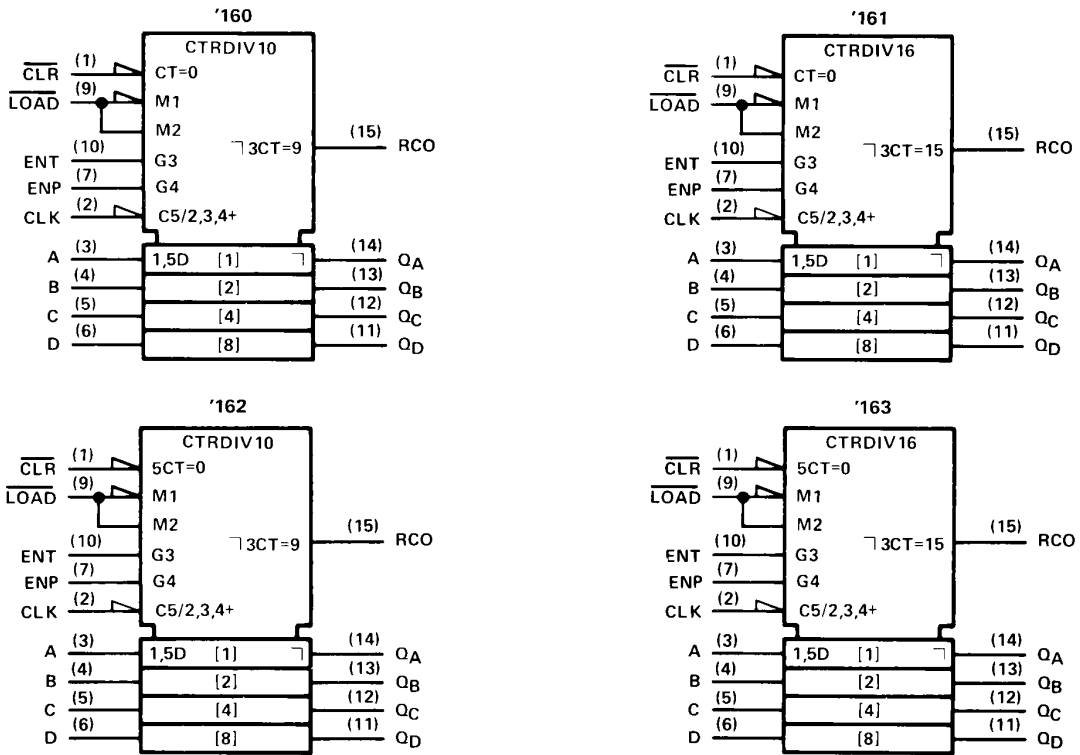 '160
CTRDIV10
CLR (1) CT=0
LOAD (9) M1
M2
3CT=9 (15) RCO
ENT (10) G3
ENP (7) G4
CLK (2) C5/2,3,4+
A (3) 1,5D [1] (14) QA
B (4) [2] (13) QB
C (5) [4] (12) QC
D (6) [8] (11) QD
'161
CTRDIV16
CLR (1) CT=0
LOAD (9) M1
M2
3CT=15 (15) RCO
ENT (10) G3
ENP (7) G4
CLK (2) C5/2,3,4+
A (3) 1,5D [1] (14) QA
B (4) [2] (13) QB
C (5) [4] (12) QC
D (6) [8] (11) QD
'162
CTRDIV10
CLR (1) 5CT=0
LOAD (9) M1
M2
3CT=9 (15) RCO
ENT (10) G3
ENP (7) G4
CLK (2) C5/2,3,4+
A (3) 1,5D [1] (14) QA
B (4) [2] (13) QB
C (5) [4] (12) QC
D (6) [8] (11) QD
'163
CTRDIV16
CLR (1) 5CT=0
LOAD (9) M1
M2
3CT=15 (15) RCO
ENT (10) G3
ENP (7) G4
CLK (2) C5/2,3,4+
A (3) 1,5D [1] (14) QA
B (4) [2] (13) QB
C (5) [4] (12) QC
D (6) [8] (11) QD